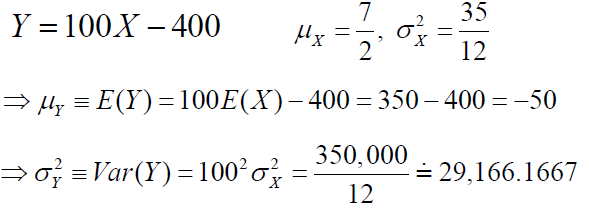 Y = 100X − 400 μ_X = 7/2, σ_X^2 = 35/12
⇒ μ_Y ≡ E(Y) = 100E(X) − 400 = 350 − 400 = −50
⇒ σ_Y^2 ≡ Var(Y) = 100^2 σ_X^2 = 350,000/12 ≐ 29,166.1667